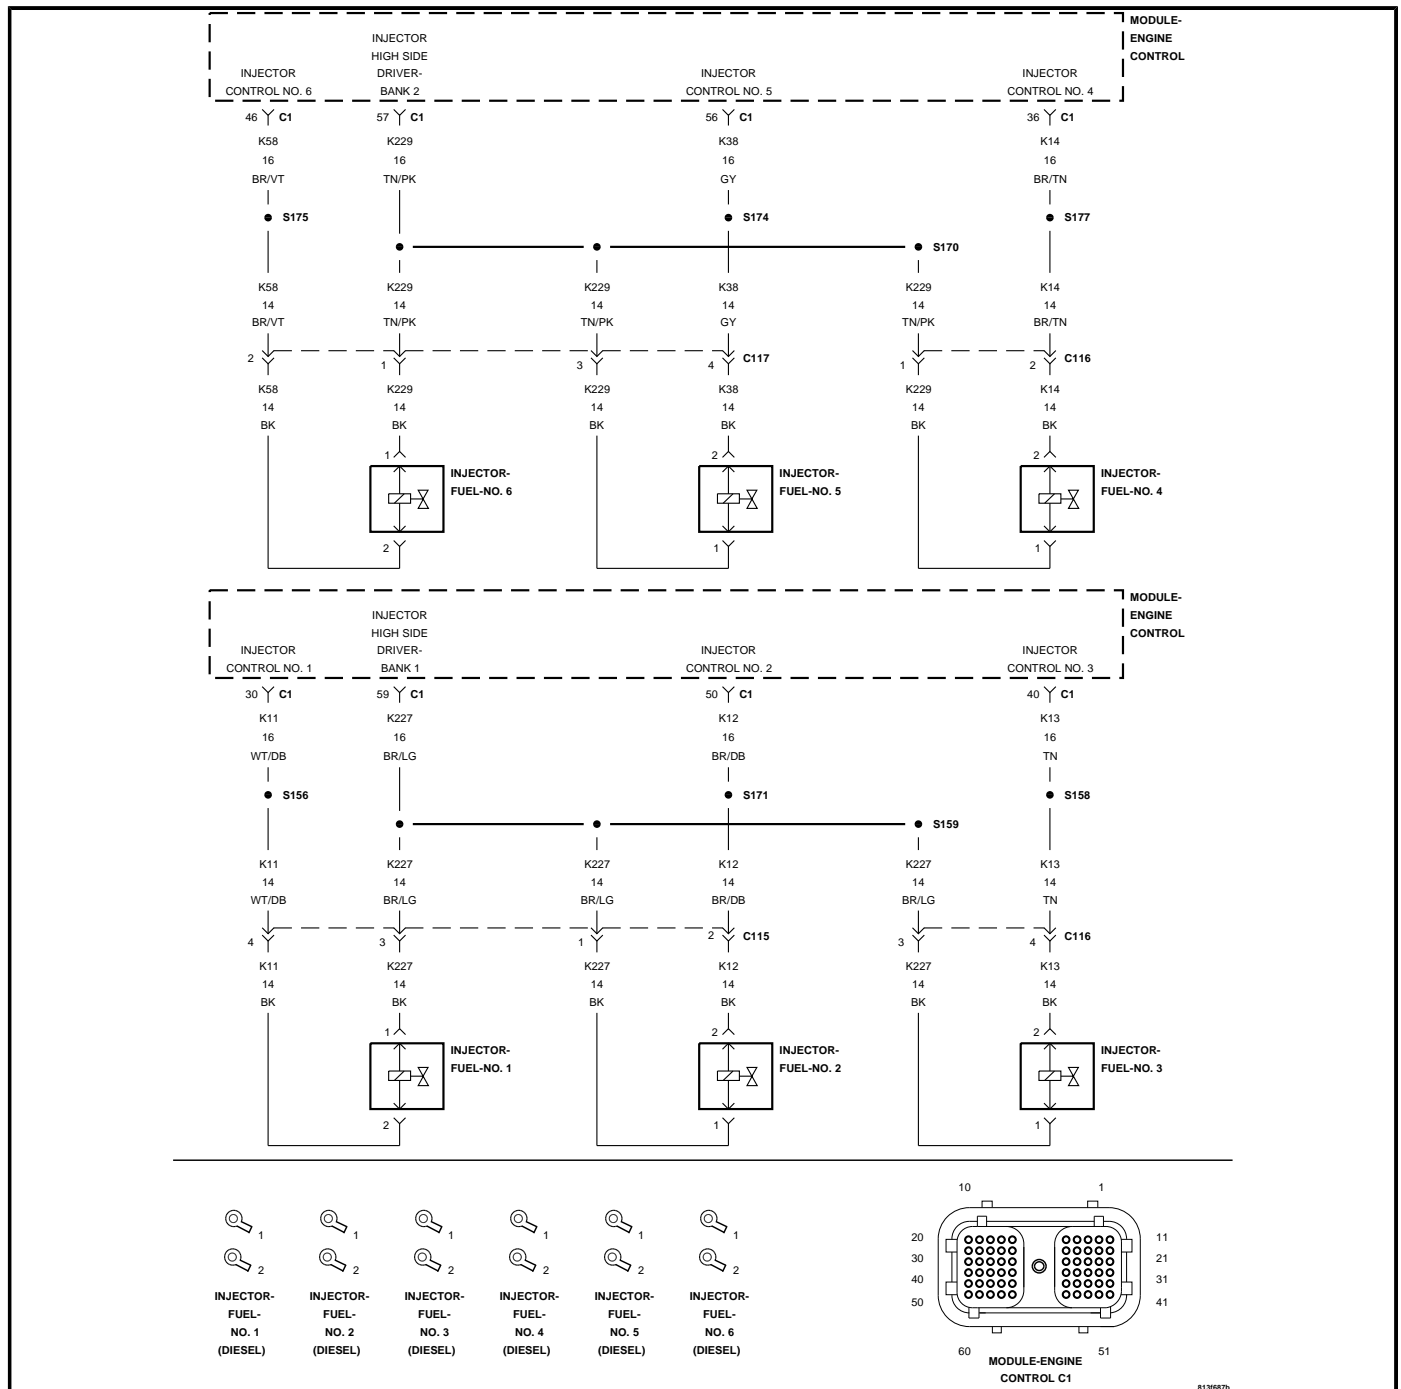 MODULE-
ENGINE
CONTROL
INJECTOR
HIGH SIDE
INJECTOR DRIVER- INJECTOR INJECTOR
CONTROL NO. 6 BANK 2 CONTROL NO. 5 CONTROL NO. 4
46 C1 57 C1 56 C1 36 C1
K58 K229 K38 K14
16 16 16 16
BR/VT TN/PK GY BR/TN
S175 S174 S177
S170
K58 K229 K229 K38 K229 K14
14 14 14 14 14 14
BR/VT TN/PK TN/PK GY TN/PK BR/TN
2 1 3 4 C117 1 2 C116
K58 K229 K229 K38 K229 K14
14 14 14 14 14 14
BK BK BK BK BK BK
1 2 2
INJECTOR- INJECTOR- INJECTOR-
FUEL-NO. 6 FUEL-NO. 5 FUEL-NO. 4
2 1 1
MODULE-
ENGINE
CONTROL
INJECTOR
HIGH SIDE
INJECTOR DRIVER- INJECTOR INJECTOR
CONTROL NO. 1 BANK 1 CONTROL NO. 2 CONTROL NO. 3
30 C1 59 C1 50 C1 40 C1
K11 K227 K12 K13
16 16 16 16
WT/DB BR/LG BR/DB TN
S156 S171 S158
S159
K11 K227 K227 K12 K227 K13
14 14 14 14 14 14
WT/DB BR/LG BR/LG BR/DB BR/LG TN
4 3 1 2 C115 3 4 C116
K11 K227 K227 K12 K227 K13
14 14 14 14 14 14
BK BK BK BK BK BK
1 2 2
INJECTOR- INJECTOR- INJECTOR-
FUEL-NO. 1 FUEL-NO. 2 FUEL-NO. 3
2 1 1
10 1
1 1 1 1 1 1
20 11
30 21
2 2 2 2 2 2
40 31
50 41
INJECTOR- INJECTOR- INJECTOR- INJECTOR- INJECTOR- INJECTOR-
FUEL- FUEL- FUEL- FUEL- FUEL- FUEL-
NO. 1 NO. 2 NO. 3 NO. 4 NO. 5 NO. 6
(DIESEL) (DIESEL) (DIESEL) (DIESEL) (DIESEL) (DIESEL)
60 51
MODULE-ENGINE
CONTROL C1